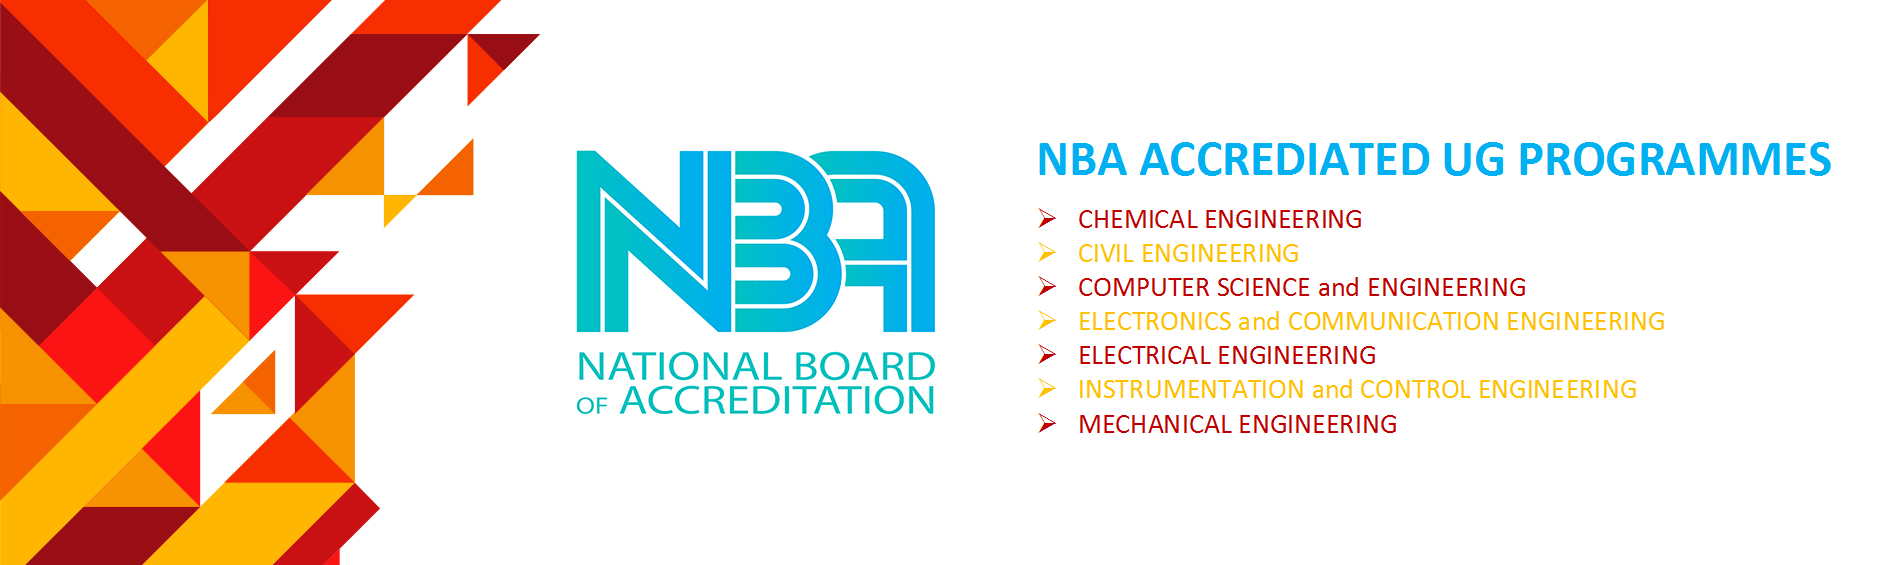 NBA
NATIONAL BOARD
OF ACCREDITATION
NBA ACCREDIATED UG PROGRAMMES
CHEMICAL ENGINEERING
CIVIL ENGINEERING
COMPUTER SCIENCE and ENGINEERING
ELECTRONICS and COMMUNICATION ENGINEERING
ELECTRICAL ENGINEERING
INSTRUMENTATION and CONTROL ENGINEERING
MECHANICAL ENGINEERING